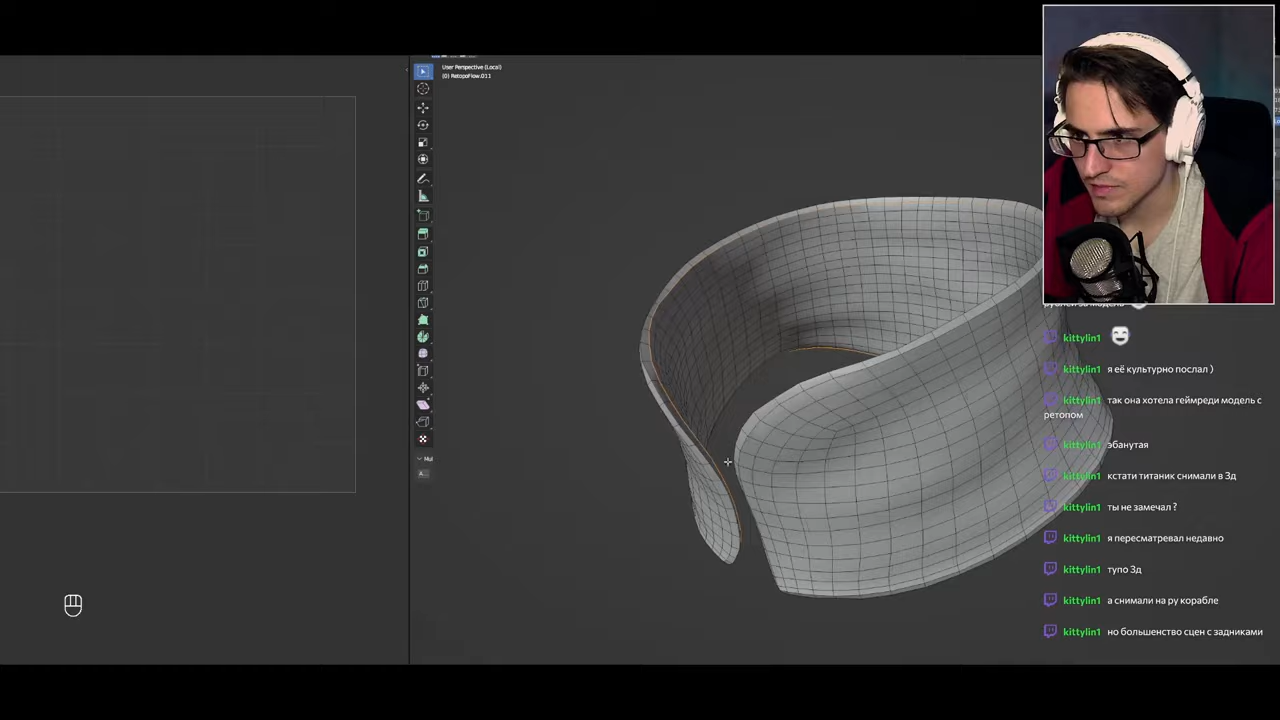 User Perspective (Local)
(0) RetopoFlow.011
kittylin1
kittylin1 я её культурно послал )
kittylin1 так она хотела геймреди модель с
ретопом
kittylin1 эбанутая
kittylin1 кстати титаник снимали в 3д
kittylin1 ты не замечал ?
kittylin1 я пересматривал недавно
kittylin1 тупо 3д
kittylin1 а снимали на ру корабле
kittylin1 но большенство сцен с задниками